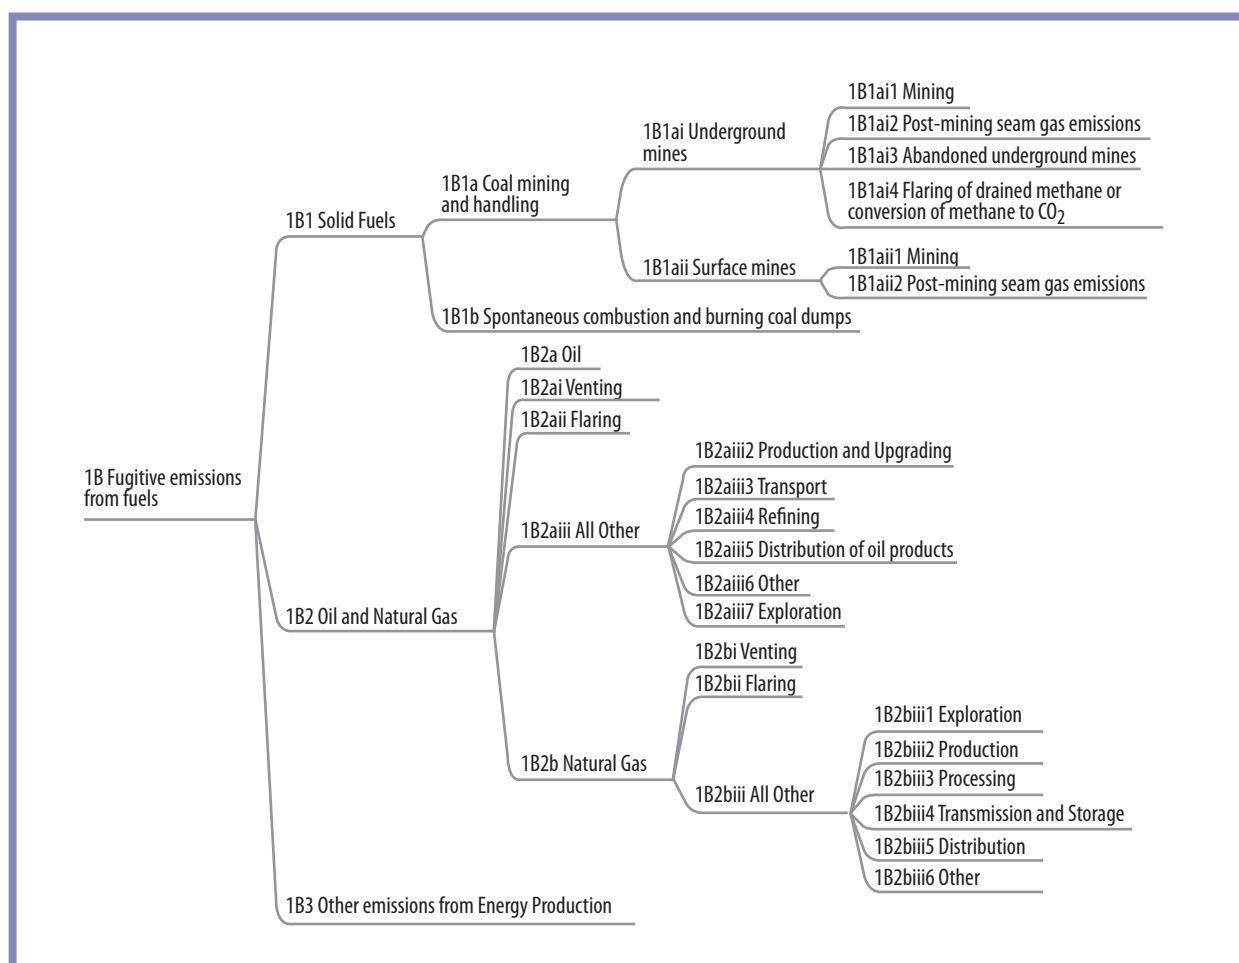 1B Fugitive emissions
from fuels
1B1 Solid Fuels
1B1a Coal mining
and handling
1B1ai Underground
mines
1B1ai1 Mining
1B1ai2 Post-mining seam gas emissions
1B1ai3 Abandoned underground mines
1B1ai4 Flaring of drained methane or
conversion of methane to CO2
1B1aii Surface mines
1B1aii1 Mining
1B1aii2 Post-mining seam gas emissions
1B1b Spontaneous combustion and burning coal dumps
1B2 Oil and Natural Gas
1B2a Oil
1B2ai Venting
1B2aii Flaring
1B2aiii All Other
1B2aiii2 Production and Upgrading
1B2aiii3 Transport
1B2aiii4 Refining
1B2aiii5 Distribution of oil products
1B2aiii6 Other
1B2aiii7 Exploration
1B2b Natural Gas
1B2bi Venting
1B2bii Flaring
1B2biii All Other
1B2biii1 Exploration
1B2biii2 Production
1B2biii3 Processing
1B2biii4 Transmission and Storage
1B2biii5 Distribution
1B2biii6 Other
1B3 Other emissions from Energy Production